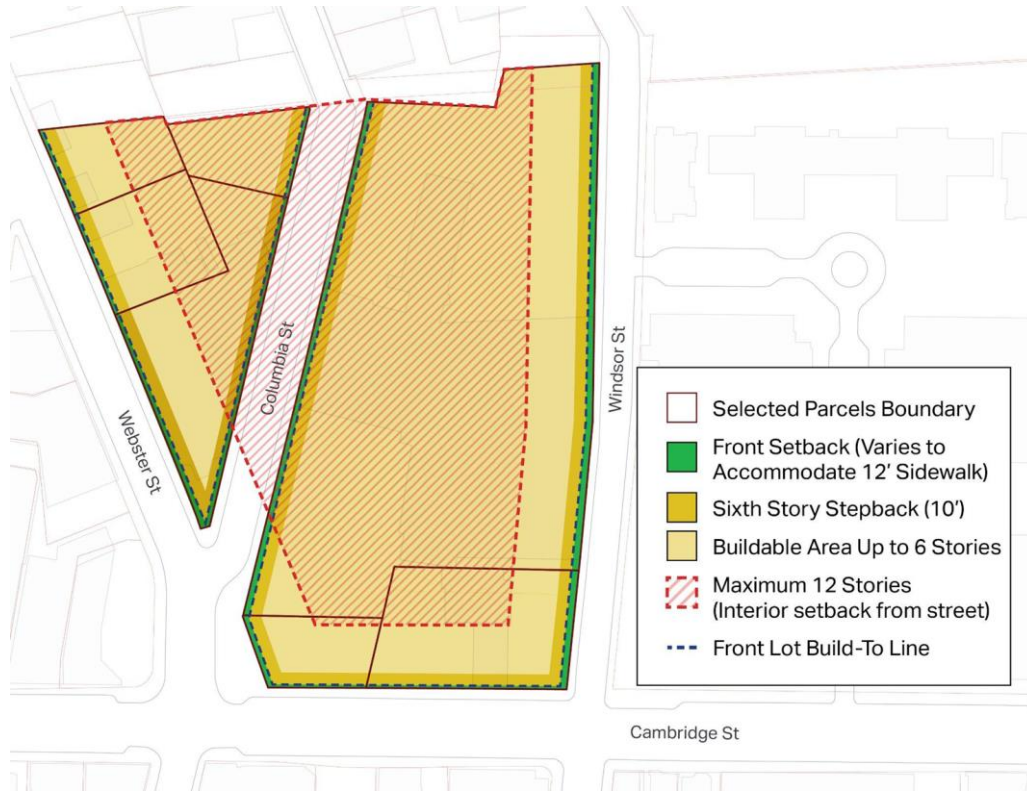 Columbia St
Webster St
Windsor St
Selected Parcels Boundary
Front Setback (Varies to
Accommodate 12' Sidewalk)
Sixth Story Stepback (10')
Buildable Area Up to 6 Stories
Maximum 12 Stories
(Interior setback from street)
Front Lot Build-To Line
Cambridge St